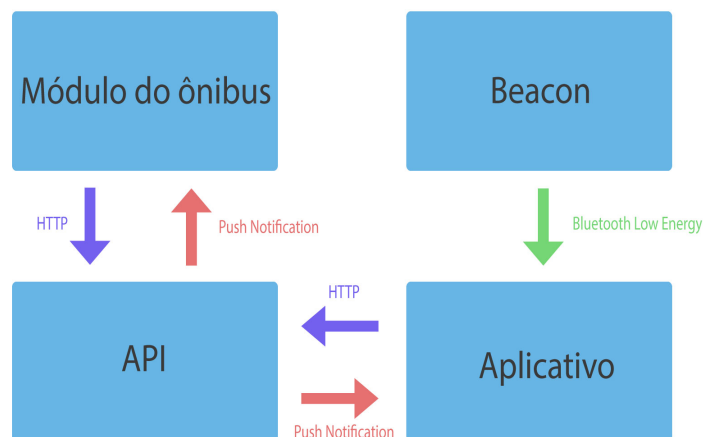 Módulo do ônibus
Beacon
HTTP
Push Notification
Bluetooth Low Energy
HTTP
API
Aplicativo
Push Notification